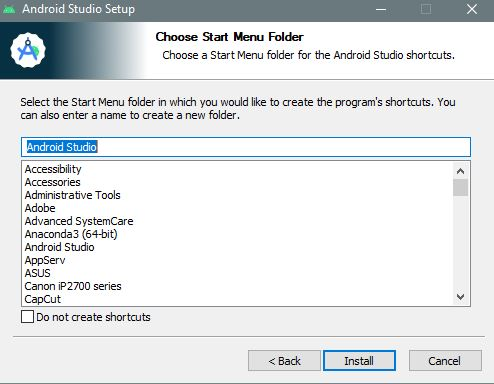 Android Studio Setup
Choose Start Menu Folder
Choose a Start Menu folder for the Android Studio shortcuts.
Select the Start Menu folder in which you would like to create the program's shortcuts. You
can also enter a name to create a new folder.
Android Studio
Accessibility
Accessories
Administrative Tools
Adobe
Advanced SystemCare
Anaconda3 (64-bit)
Android Studio
AppServ
ASUS
Canon iP2700 series
CapCut
Do not create shortcuts
< Back
Install
Cancel